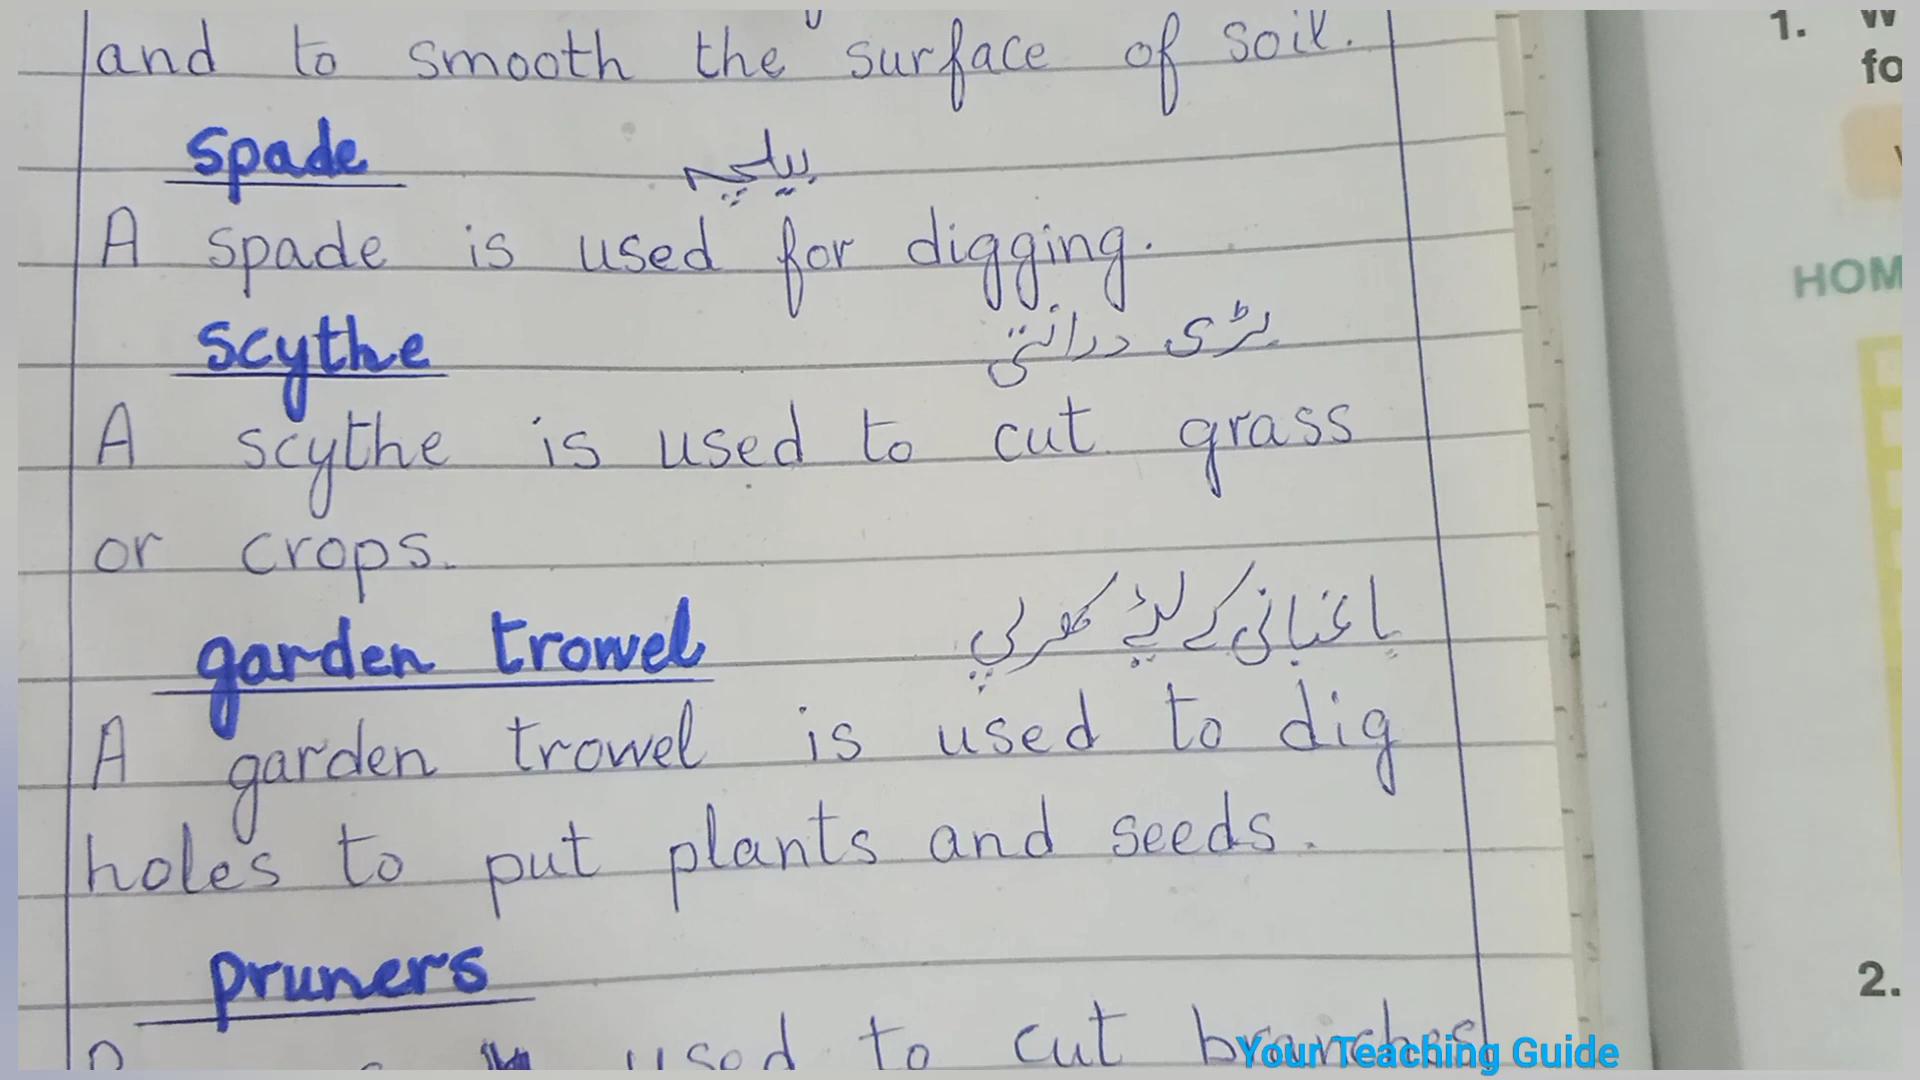 and to smooth the surface of soil.
spade بیلچہ
A spade is used for digging.
scythe بڑی درانتی
A scythe is used to cut grass
or crops.
garden trowel باغبانی کے لیئے کھرپی
A garden trowel is used to dig
holes to put plants and seeds.
pruners
used to cut branches
Your Teaching Guide
1.
fo
HOM
2.